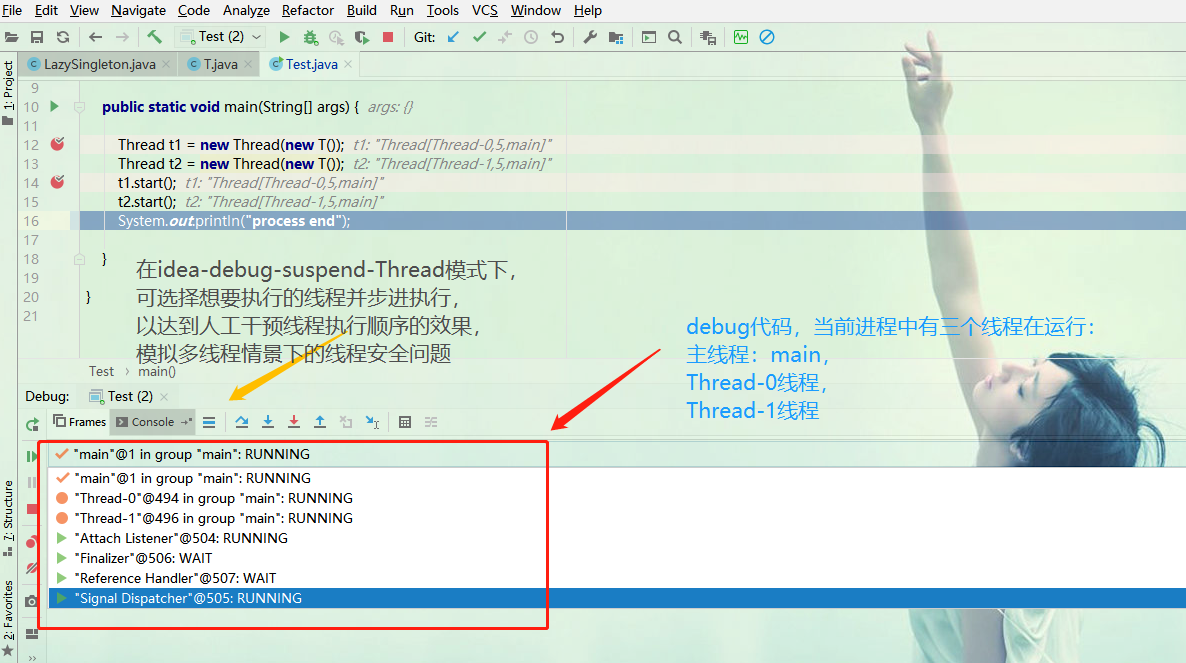 File Edit View Navigate Code Analyze Refactor Build Run Tools VCS Window Help
Test (2) Git:
LazySingleton.java T.java Test.java
1: Project
9
10 public static void main(String[] args) { args: {}
11
12 Thread t1 = new Thread(new T()); t1: "Thread[Thread-0,5,main]"
13 Thread t2 = new Thread(new T()); t2: "Thread[Thread-1,5,main]"
14 t1.start(); t1: "Thread[Thread-0,5,main]"
15 t2.start(); t2: "Thread[Thread-1,5,main]"
16 System.out.println("process end");
17
18 }
19
20 }
21
在idea-debug-suspend-Thread模式下，
可选择想要执行的线程并步进执行，
以达到人工干预线程执行顺序的效果，
模拟多线程情景下的线程安全问题
debug代码，当前进程中有三个线程在运行：
主线程：main，
Thread-0线程，
Thread-1线程
Test › main()
Debug: Test (2)
Frames Console
"main"@1 in group "main": RUNNING
"main"@1 in group "main": RUNNING
"Thread-0"@494 in group "main": RUNNING
"Thread-1"@496 in group "main": RUNNING
"Attach Listener"@504: RUNNING
"Finalizer"@506: WAIT
"Reference Handler"@507: WAIT
"Signal Dispatcher"@505: RUNNING
7: Structure
2: Favorites